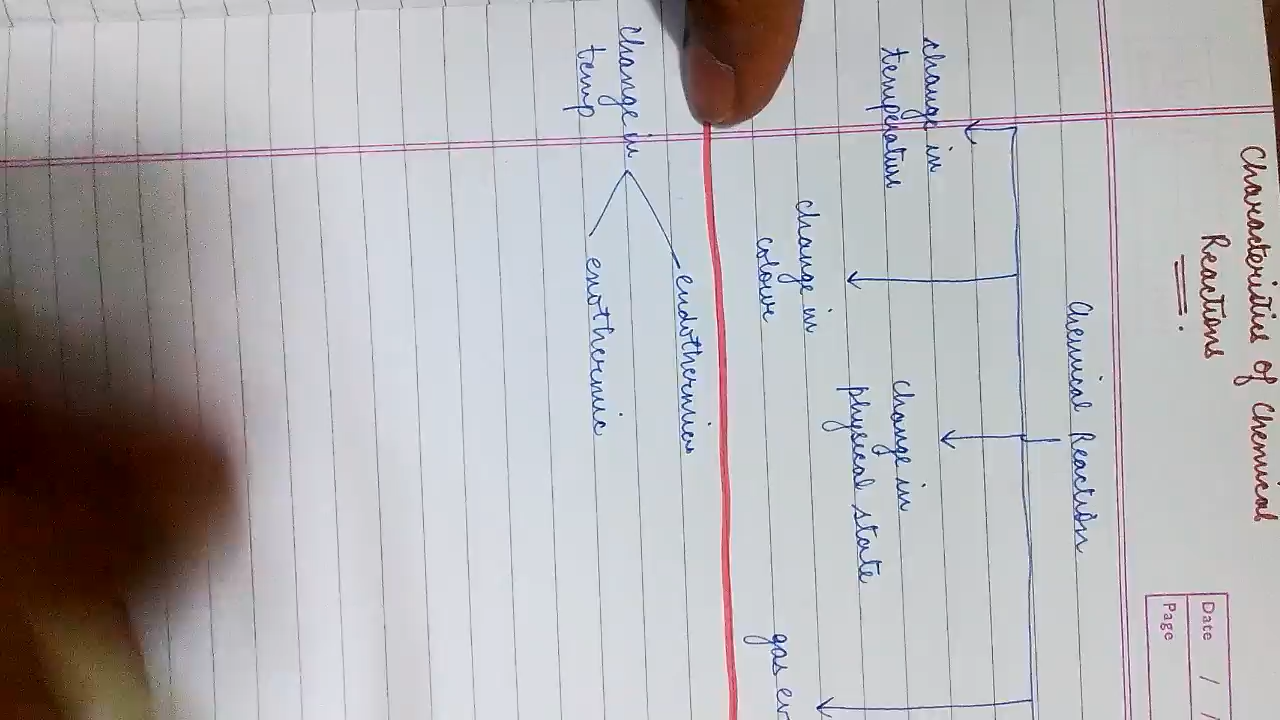 Characteristics of Chemical
Reactions
Date / /
Page
Chemical Reaction
change in
temperature
change in
colour
change in
physical state
gas
change in
temp
endothermic
exothermic